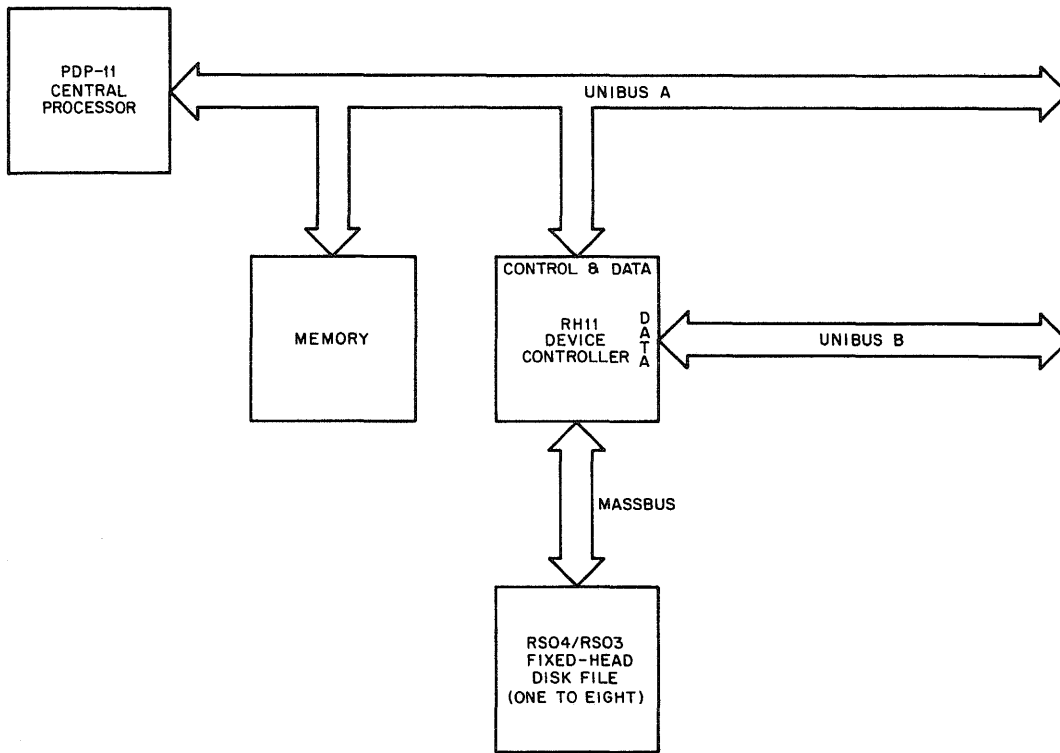 PDP-11
CENTRAL
PROCESSOR
UNIBUS A
MEMORY
CONTROL & DATA
RH11
DEVICE
CONTROLLER
DATA
UNIBUS B
MASSBUS
RS04/RS03
FIXED-HEAD
DISK FILE
(ONE TO EIGHT)